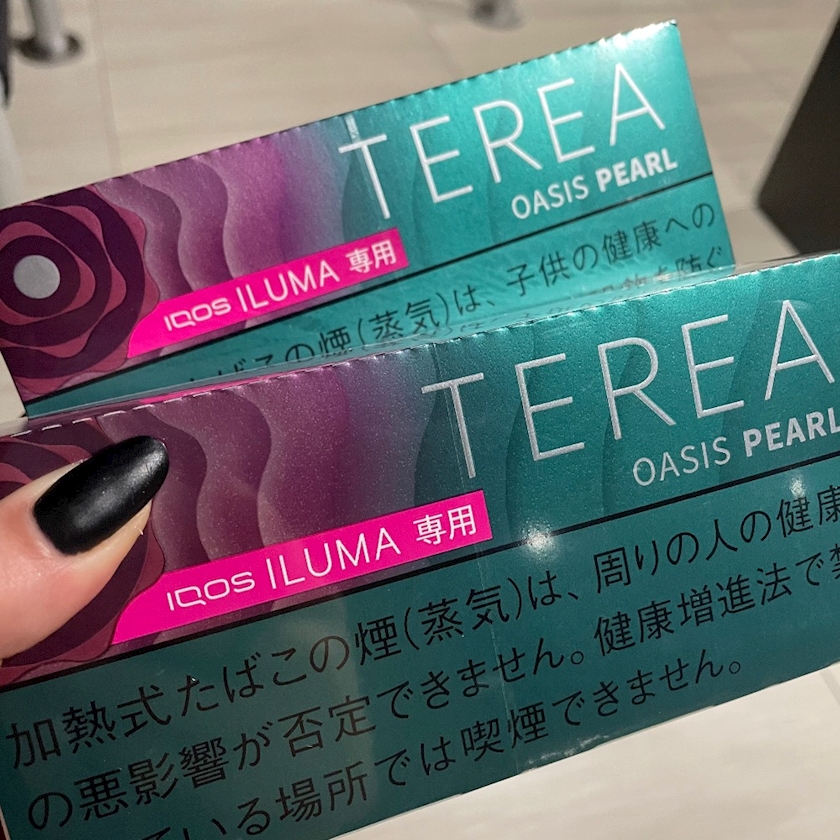 TEREA
OASIS PEARL
IQOS ILUMA 専用
たばこの煙(蒸気)は、子供の健康への
防ぐ
TEREA
OASIS PEARL
IQOS ILUMA 専用
加熱式たばこの煙(蒸気)は、周りの人の健康
の悪影響が否定できません。健康増進法で禁
ている場所では喫煙できません。